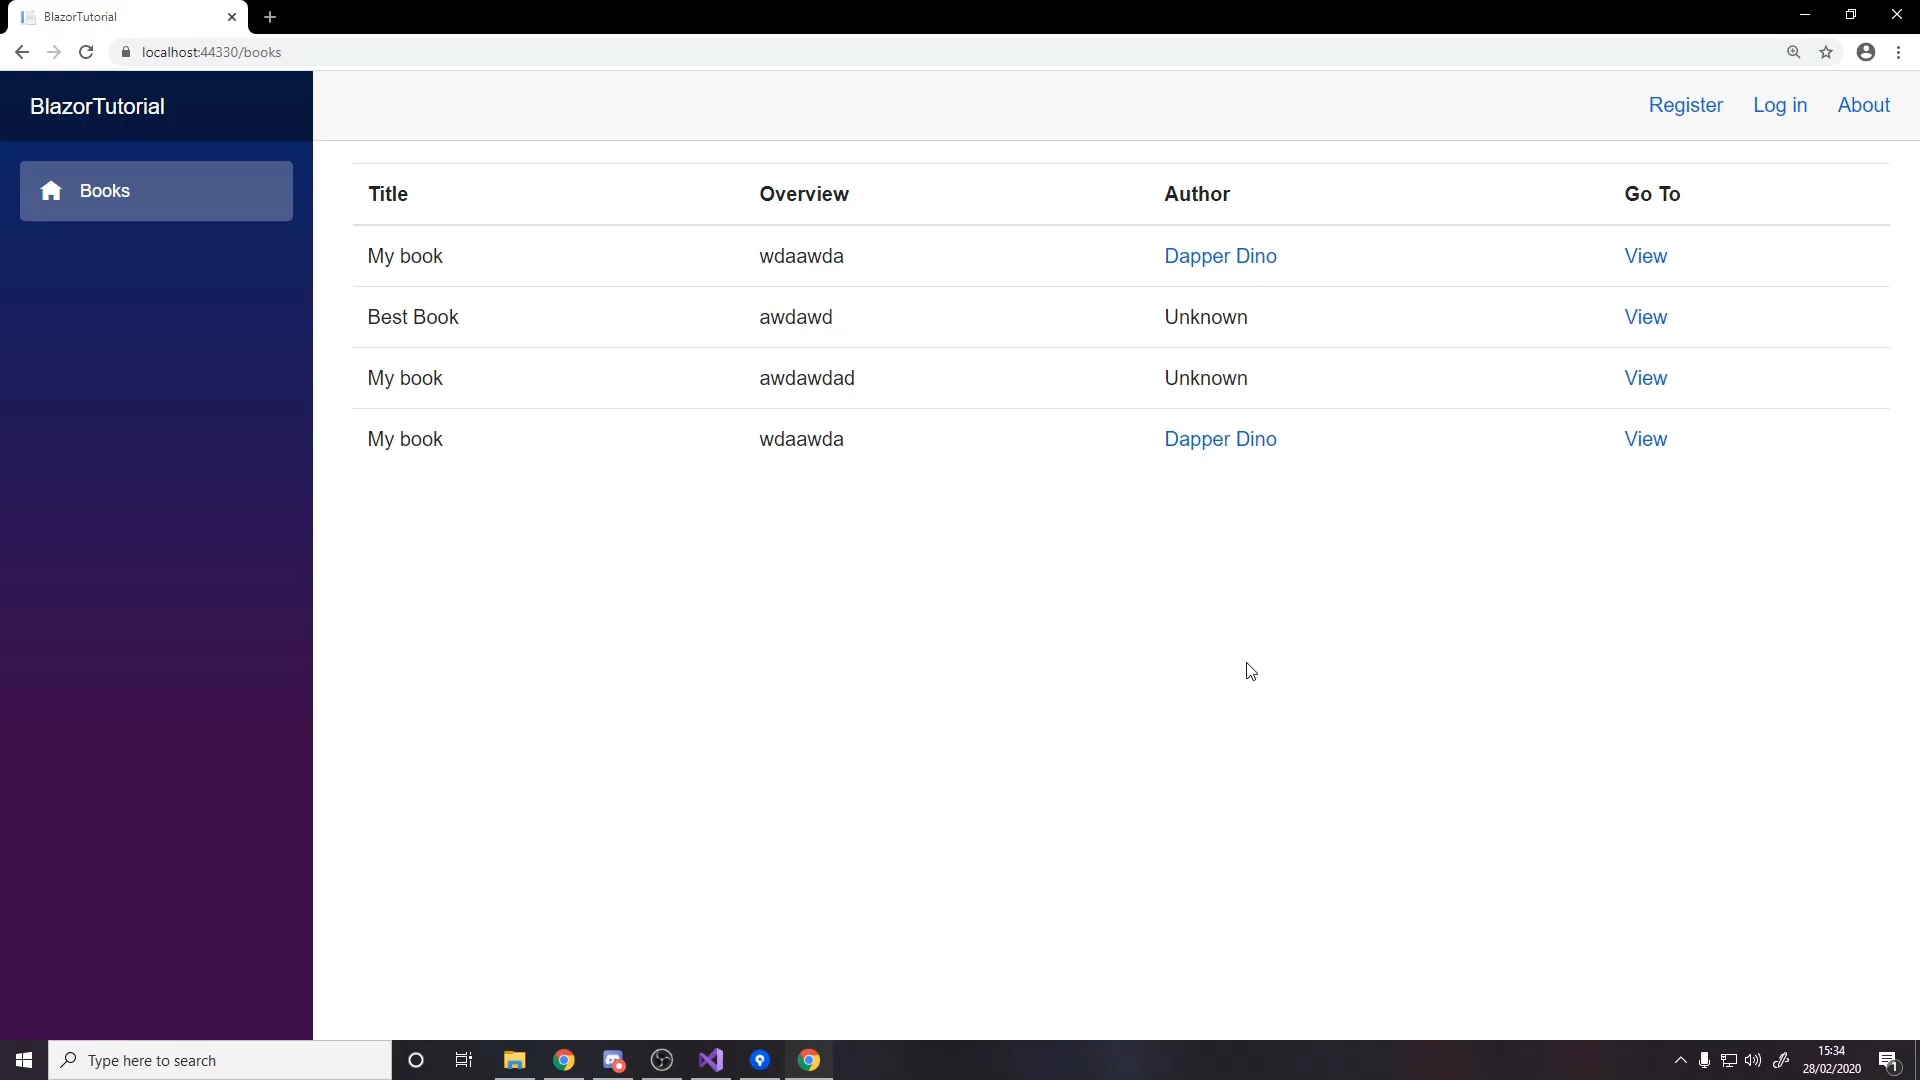 BlazorTutorial
localhost:44330/books
BlazorTutorial
Register Log in About
Books
Title Overview Author Go To
My book wdaawda Dapper Dino View
Best Book awdawd Unknown View
My book awdawdad Unknown View
My book wdaawda Dapper Dino View
Type here to search
15:34
28/02/2020
1